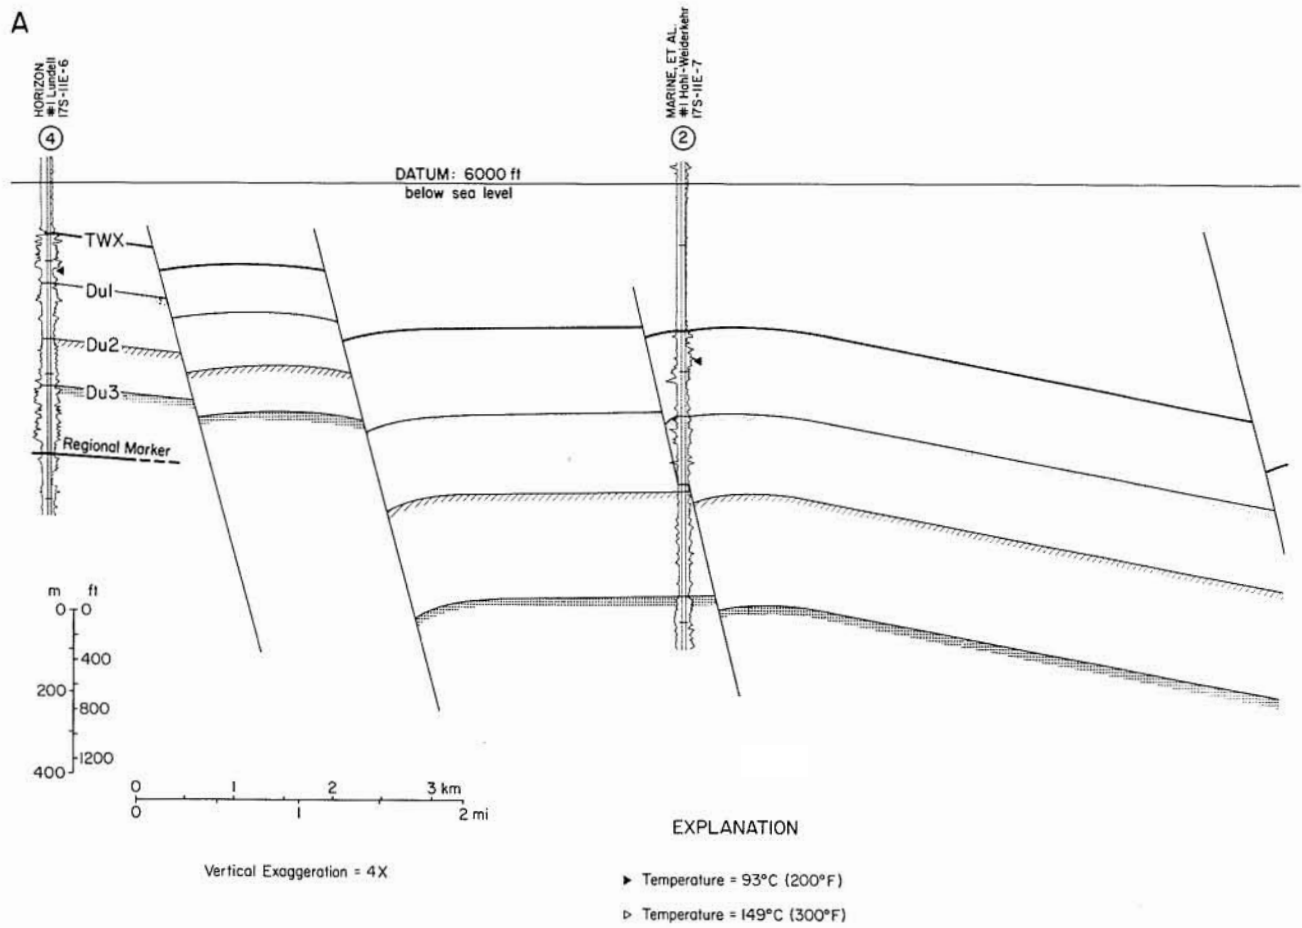 A
HORIZON
#1 Lundell
17S-11E-6
4
MARINE, ET AL.
#1 Hahl-Weiderkehr
17S-11E-7
2
DATUM: 6000 ft
below sea level
TWX
Du1
Du2
Du3
Regional Marker
m ft
0 0
400
200
800
1200
400
0 1 2 3 km
0 1 2 mi
Vertical Exaggeration = 4X
EXPLANATION
Temperature = 93°C (200°F)
Temperature = 149°C (300°F)